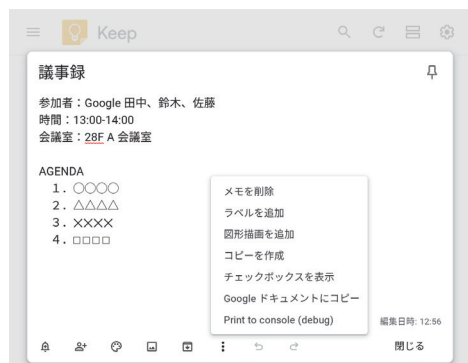 Keep
議事録
参加者：Google 田中、鈴木、佐藤
時間：13:00-14:00
会議室：28F A 会議室
AGENDA
1. ○○○○
2. △△△△
3. ××××
4. □□□□
メモを削除
ラベルを追加
図形描画を追加
コピーを作成
チェックボックスを表示
Google ドキュメントにコピー
Print to console (debug)
編集日時: 12:56
閉じる